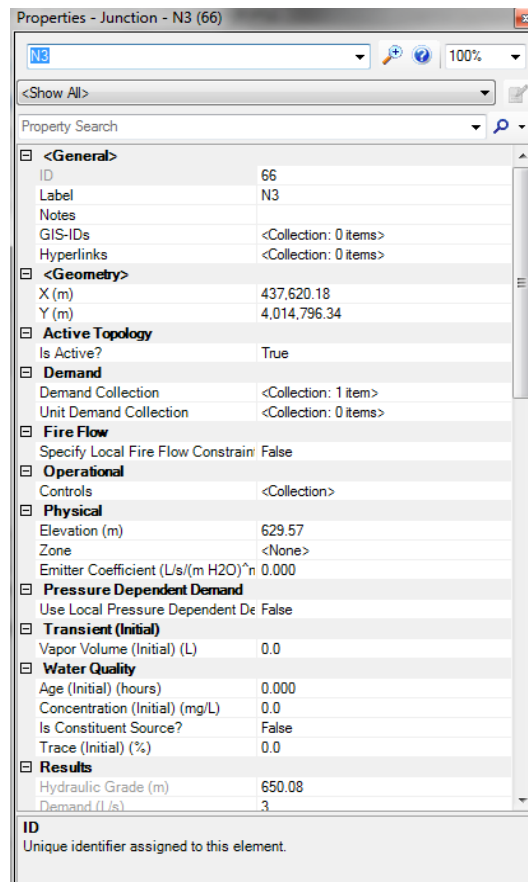 Properties - Junction - N3 (66)
N3 100%
<Show All>
Property Search
<General>
ID 66
Label N3
Notes
GIS-IDs <Collection: 0 items>
Hyperlinks <Collection: 0 items>
<Geometry>
X (m) 437,620.18
Y (m) 4,014,796.34
Active Topology
Is Active? True
Demand
Demand Collection <Collection: 1 item>
Unit Demand Collection <Collection: 0 items>
Fire Flow
Specify Local Fire Flow Constraint False
Operational
Controls <Collection>
Physical
Elevation (m) 629.57
Zone <None>
Emitter Coefficient (L/s/(m H2O)^n 0.000
Pressure Dependent Demand
Use Local Pressure Dependent De False
Transient (Initial)
Vapor Volume (Initial) (L) 0.0
Water Quality
Age (Initial) (hours) 0.000
Concentration (Initial) (mg/L) 0.0
Is Constituent Source? False
Trace (Initial) (%) 0.0
Results
Hydraulic Grade (m) 650.08
Demand (L/s) 3
ID
Unique identifier assigned to this element.